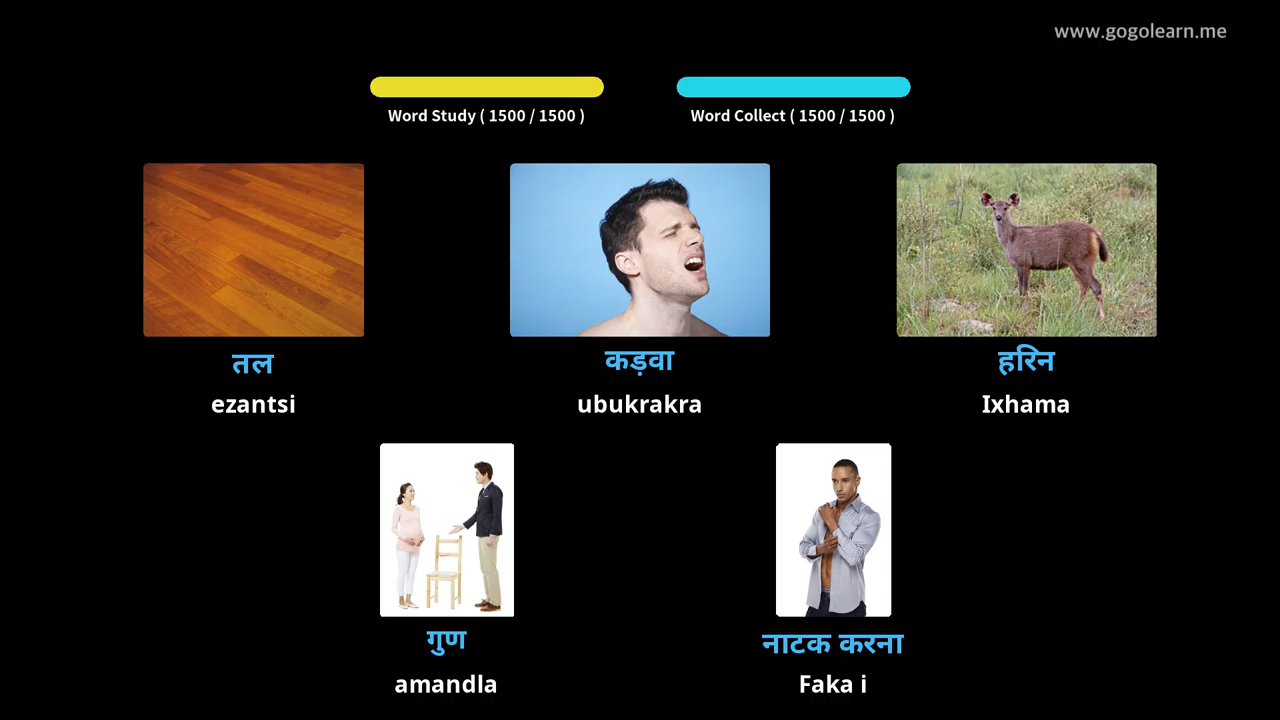 www.gogolearn.me
Word Study ( 1500 / 1500 )
Word Collect ( 1500 / 1500 )
तल
कड़वा
हरिन
ezantsi
ubukrakra
Ixhama
गुण
नाटक करना
amandla
Faka i